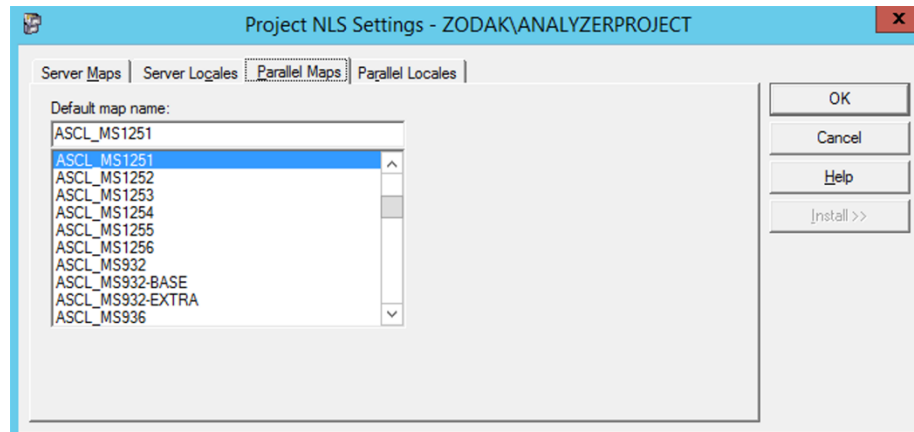 Project NLS Settings - ZODAK\ANALYZERPROJECT
x
Server Maps Server Locales Parallel Maps Parallel Locales
Default map name:
ASCL_MS1251
ASCL_MS1251
ASCL_MS1252
ASCL_MS1253
ASCL_MS1254
ASCL_MS1255
ASCL_MS1256
ASCL_MS932
ASCL_MS932-BASE
ASCL_MS932-EXTRA
ASCL_MS936
OK
Cancel
Help
Install >>